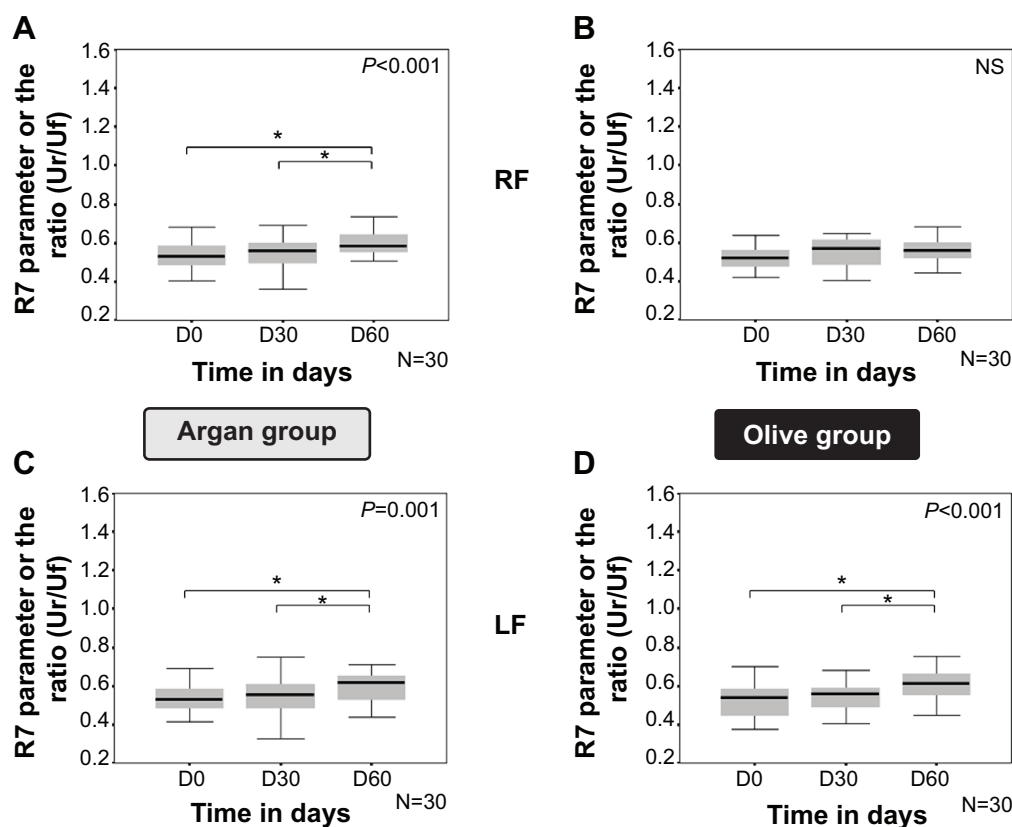 A
1.6
1.4
1.2
1.0
0.8
0.6
0.4
0.2
R7 parameter or the
ratio (Ur/Uf)
P<0.001
*
*
D0 D30 D60
N=30
Time in days
RF
B
1.6
1.4
1.2
1.0
0.8
0.6
0.4
0.2
R7 parameter or the
ratio (Ur/Uf)
NS
D0 D30 D60
N=30
Time in days
Argan group
Olive group
C
1.6
1.4
1.2
1.0
0.8
0.6
0.4
0.2
R7 parameter or the
ratio (Ur/Uf)
P=0.001
*
*
D0 D30 D60
N=30
Time in days
LF
D
1.6
1.4
1.2
1.0
0.8
0.6
0.4
0.2
R7 parameter or the
ratio (Ur/Uf)
P<0.001
*
*
D0 D30 D60
N=30
Time in days